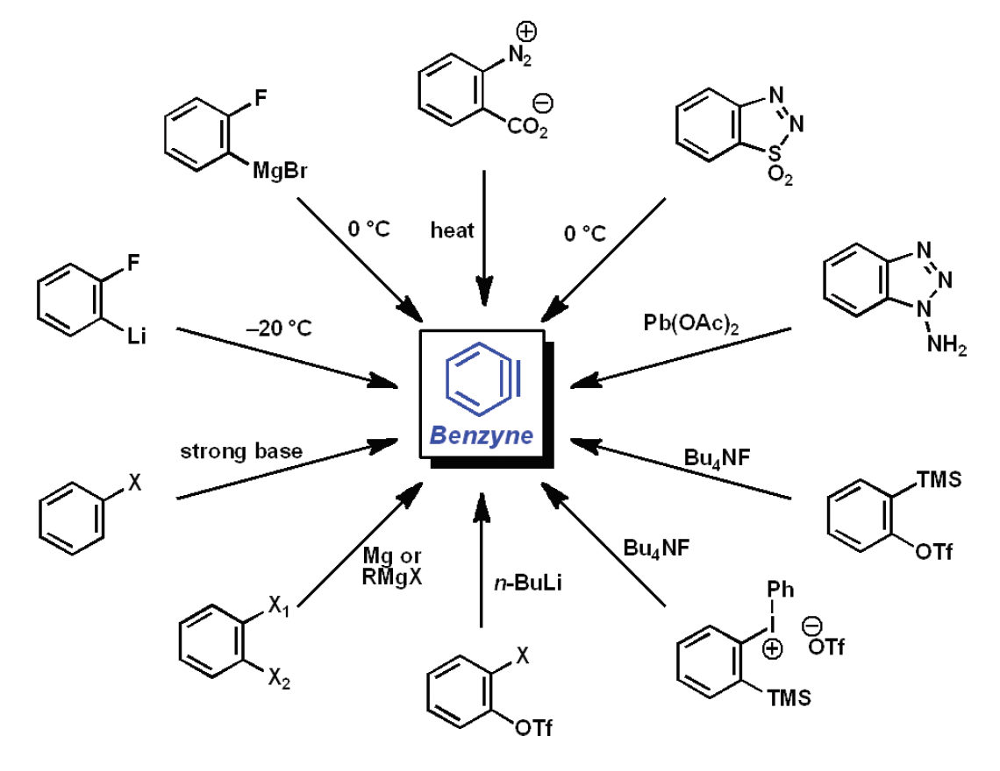 N2
⊕
CO2
⊖
F
MgBr
N
N
S
O2
0 °C
heat
0 °C
F
Li
–20 °C
Pb(OAc)2
N
N
N
NH2
Benzyne
strong base
X
Bu4NF
TMS
OTf
Mg or
RMgX
X1
X2
n-BuLi
X
OTf
Bu4NF
Ph
I
⊕
⊖
OTf
TMS